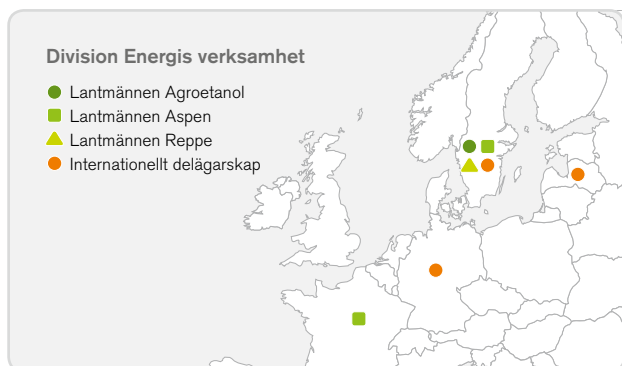 Division Energis verksamhet
Lantmännen Agroetanol
Lantmännen Aspen
Lantmännen Reppe
Internationellt delägarskap